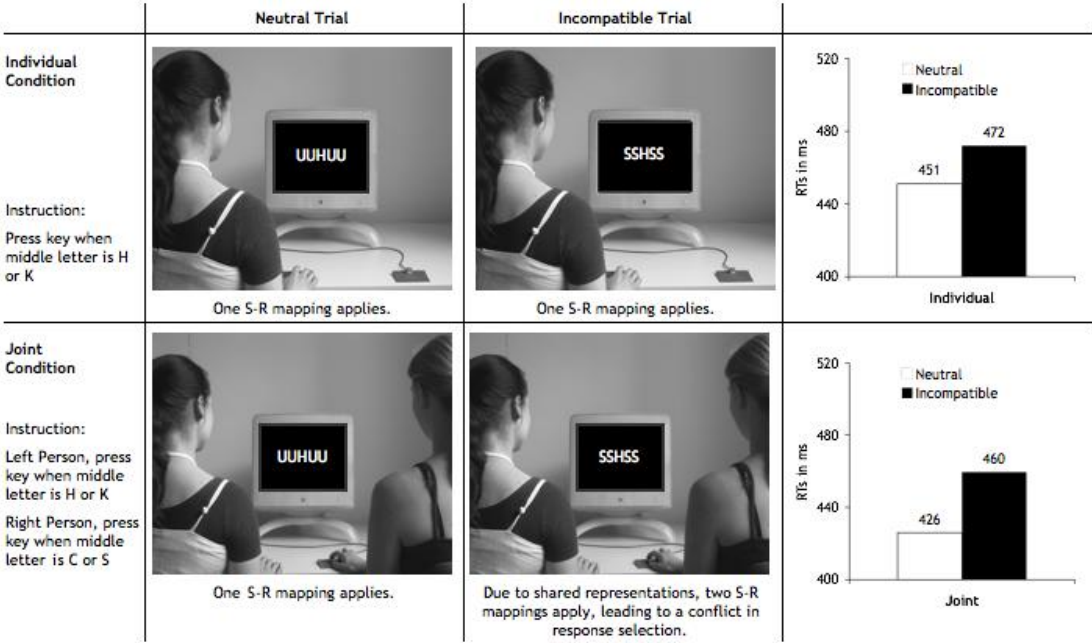 Neutral Trial
Incompatible Trial
Individual
Condition
Instruction:
Press key when
middle letter is H
or K
UUHUU
One S-R mapping applies.
SSHSS
One S-R mapping applies.
520
480
440
400
RTs in ms
Neutral
Incompatible
451
472
Individual
Joint
Condition
Instruction:
Left Person, press
key when middle
letter is H or K
Right Person, press
key when middle
letter is C or S
UUHUU
One S-R mapping applies.
SSHSS
Due to shared representations, two S-R
mappings apply, leading to a conflict in
response selection.
520
480
440
400
RTs in ms
Neutral
Incompatible
426
460
Joint